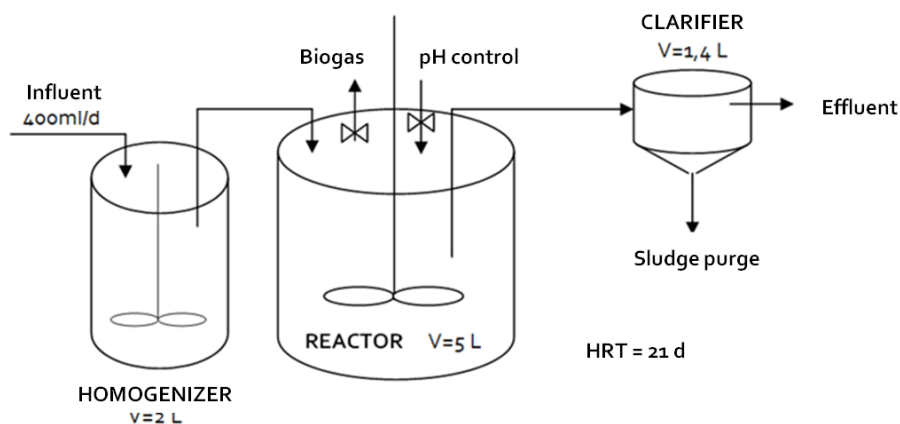 CLARIFIER
V=1,4 L
Biogas
pH control
Influent
400ml/d
Effluent
Sludge purge
REACTOR V=5 L
HRT = 21 d
HOMOGENIZER
V=2 L